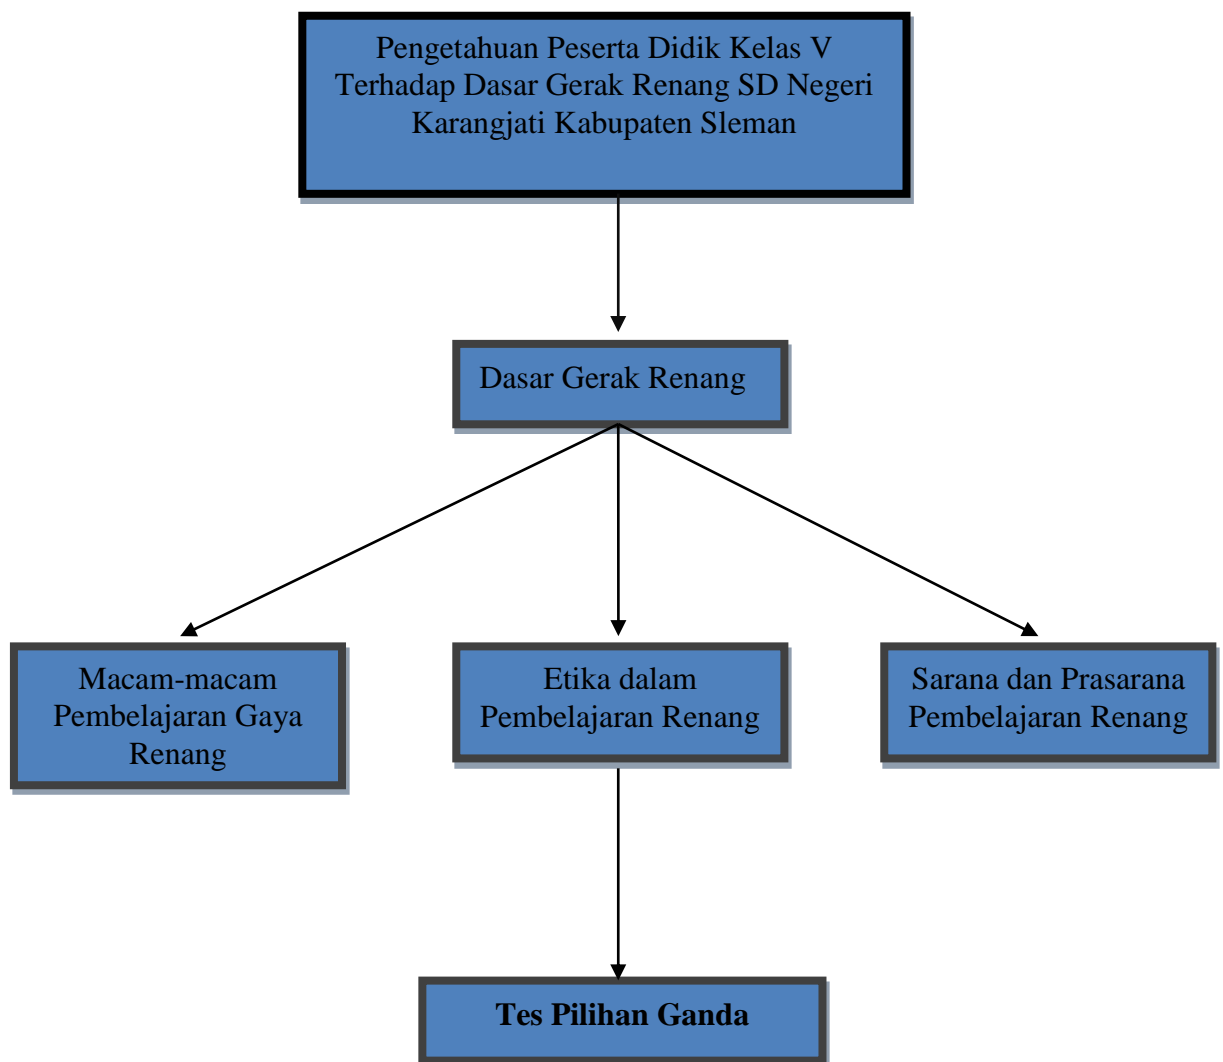 Pengetahuan Peserta Didik Kelas V
Terhadap Dasar Gerak Renang SD Negeri
Karangjati Kabupaten Sleman
Dasar Gerak Renang
Macam-macam
Pembelajaran Gaya
Renang
Etika dalam
Pembelajaran Renang
Sarana dan Prasarana
Pembelajaran Renang
Tes Pilihan Ganda